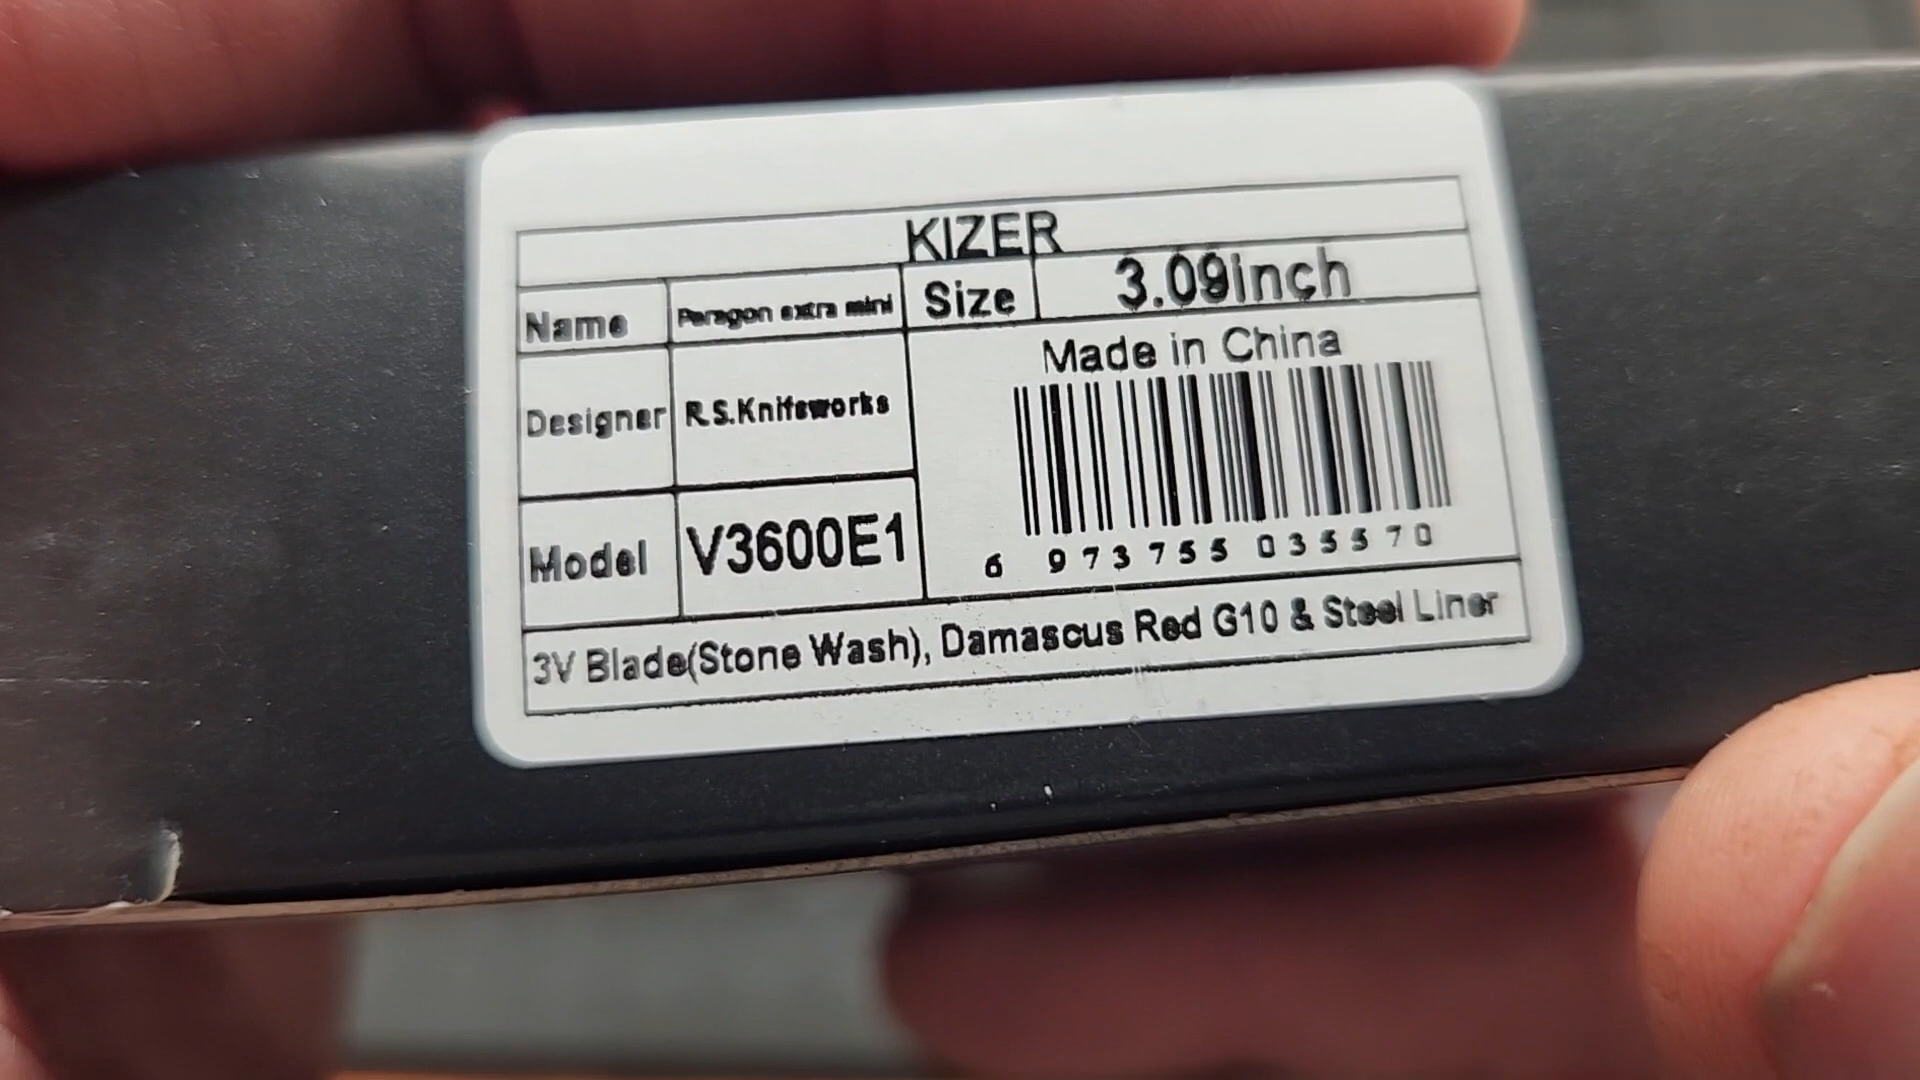 KIZER
Name Paragon extra mini Size 3.09inch
Designer R.S.Knifeworks
Made in China
Model V3600E1
6 973755 035570
3V Blade(Stone Wash), Damascus Red G10 & Steel Liner